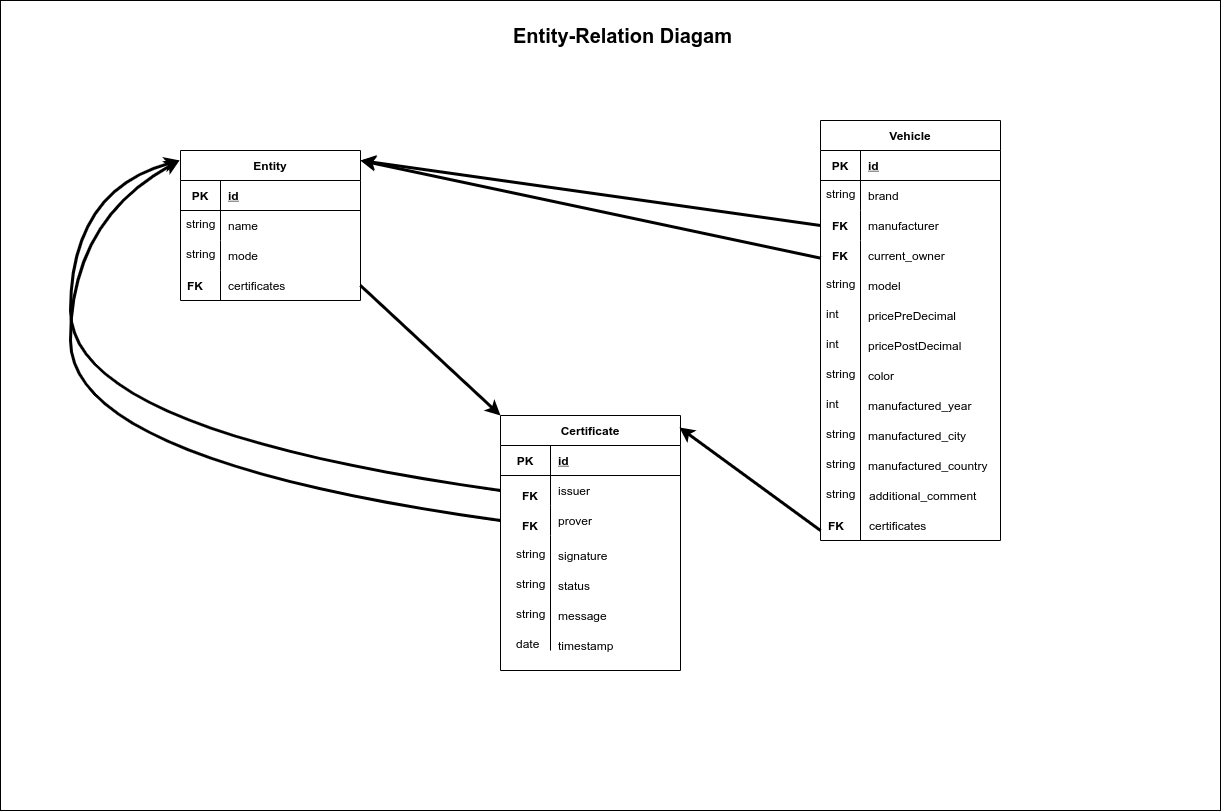 Entity-Relation Diagam
Entity
PK id
string name
string mode
FK certificates
Vehicle
PK id
string brand
FK manufacturer
FK current_owner
string model
int pricePreDecimal
int pricePostDecimal
string color
int manufactured_year
string manufactured_city
string manufactured_country
string additional_comment
FK certificates
Certificate
PK id
FK issuer
FK prover
string signature
string status
string message
date timestamp